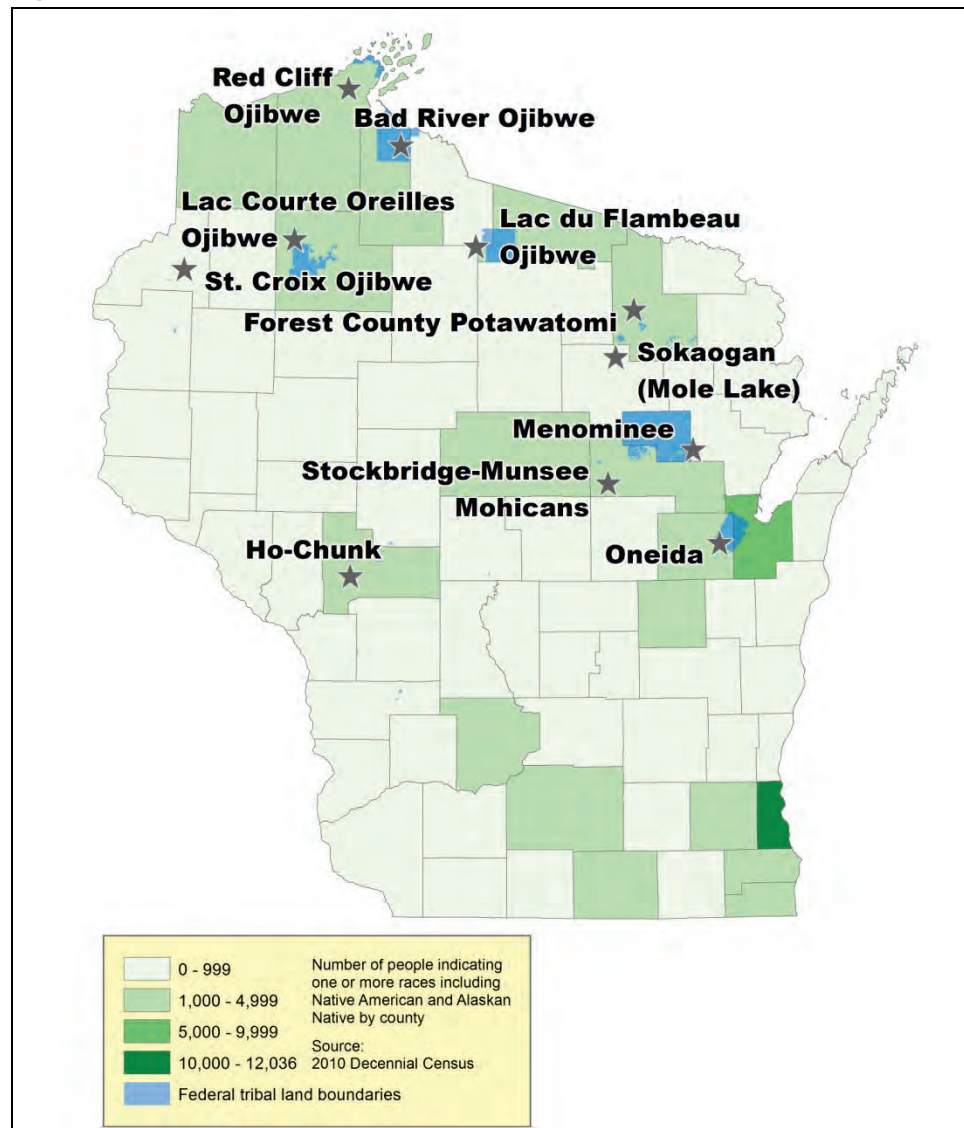 Red Cliff
Ojibwe
Bad River Ojibwe
Lac Courte Oreilles
Ojibwe
Lac du Flambeau
Ojibwe
St. Croix Ojibwe
Forest County Potawatomi
Sokaogan
(Mole Lake)
Menominee
Stockbridge-Munsee
Mohicans
Ho-Chunk
Oneida
0 - 999
1,000 - 4,999
5,000 - 9,999
10,000 - 12,036
Federal tribal land boundaries
Number of people indicating
one or more races including
Native American and Alaskan
Native by county
Source:
2010 Decennial Census